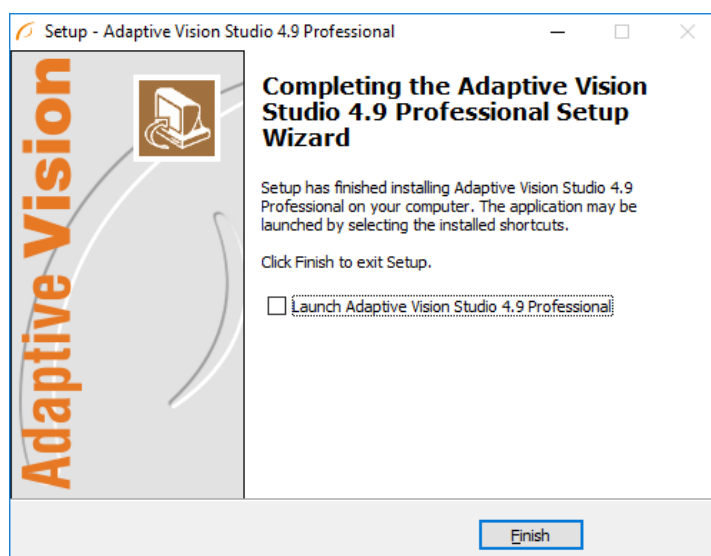 Setup - Adaptive Vision Studio 4.9 Professional
Adaptive Vision
Completing the Adaptive Vision
Studio 4.9 Professional Setup
Wizard
Setup has finished installing Adaptive Vision Studio 4.9
Professional on your computer. The application may be
launched by selecting the installed shortcuts.
Click Finish to exit Setup.
Launch Adaptive Vision Studio 4.9 Professional
Finish